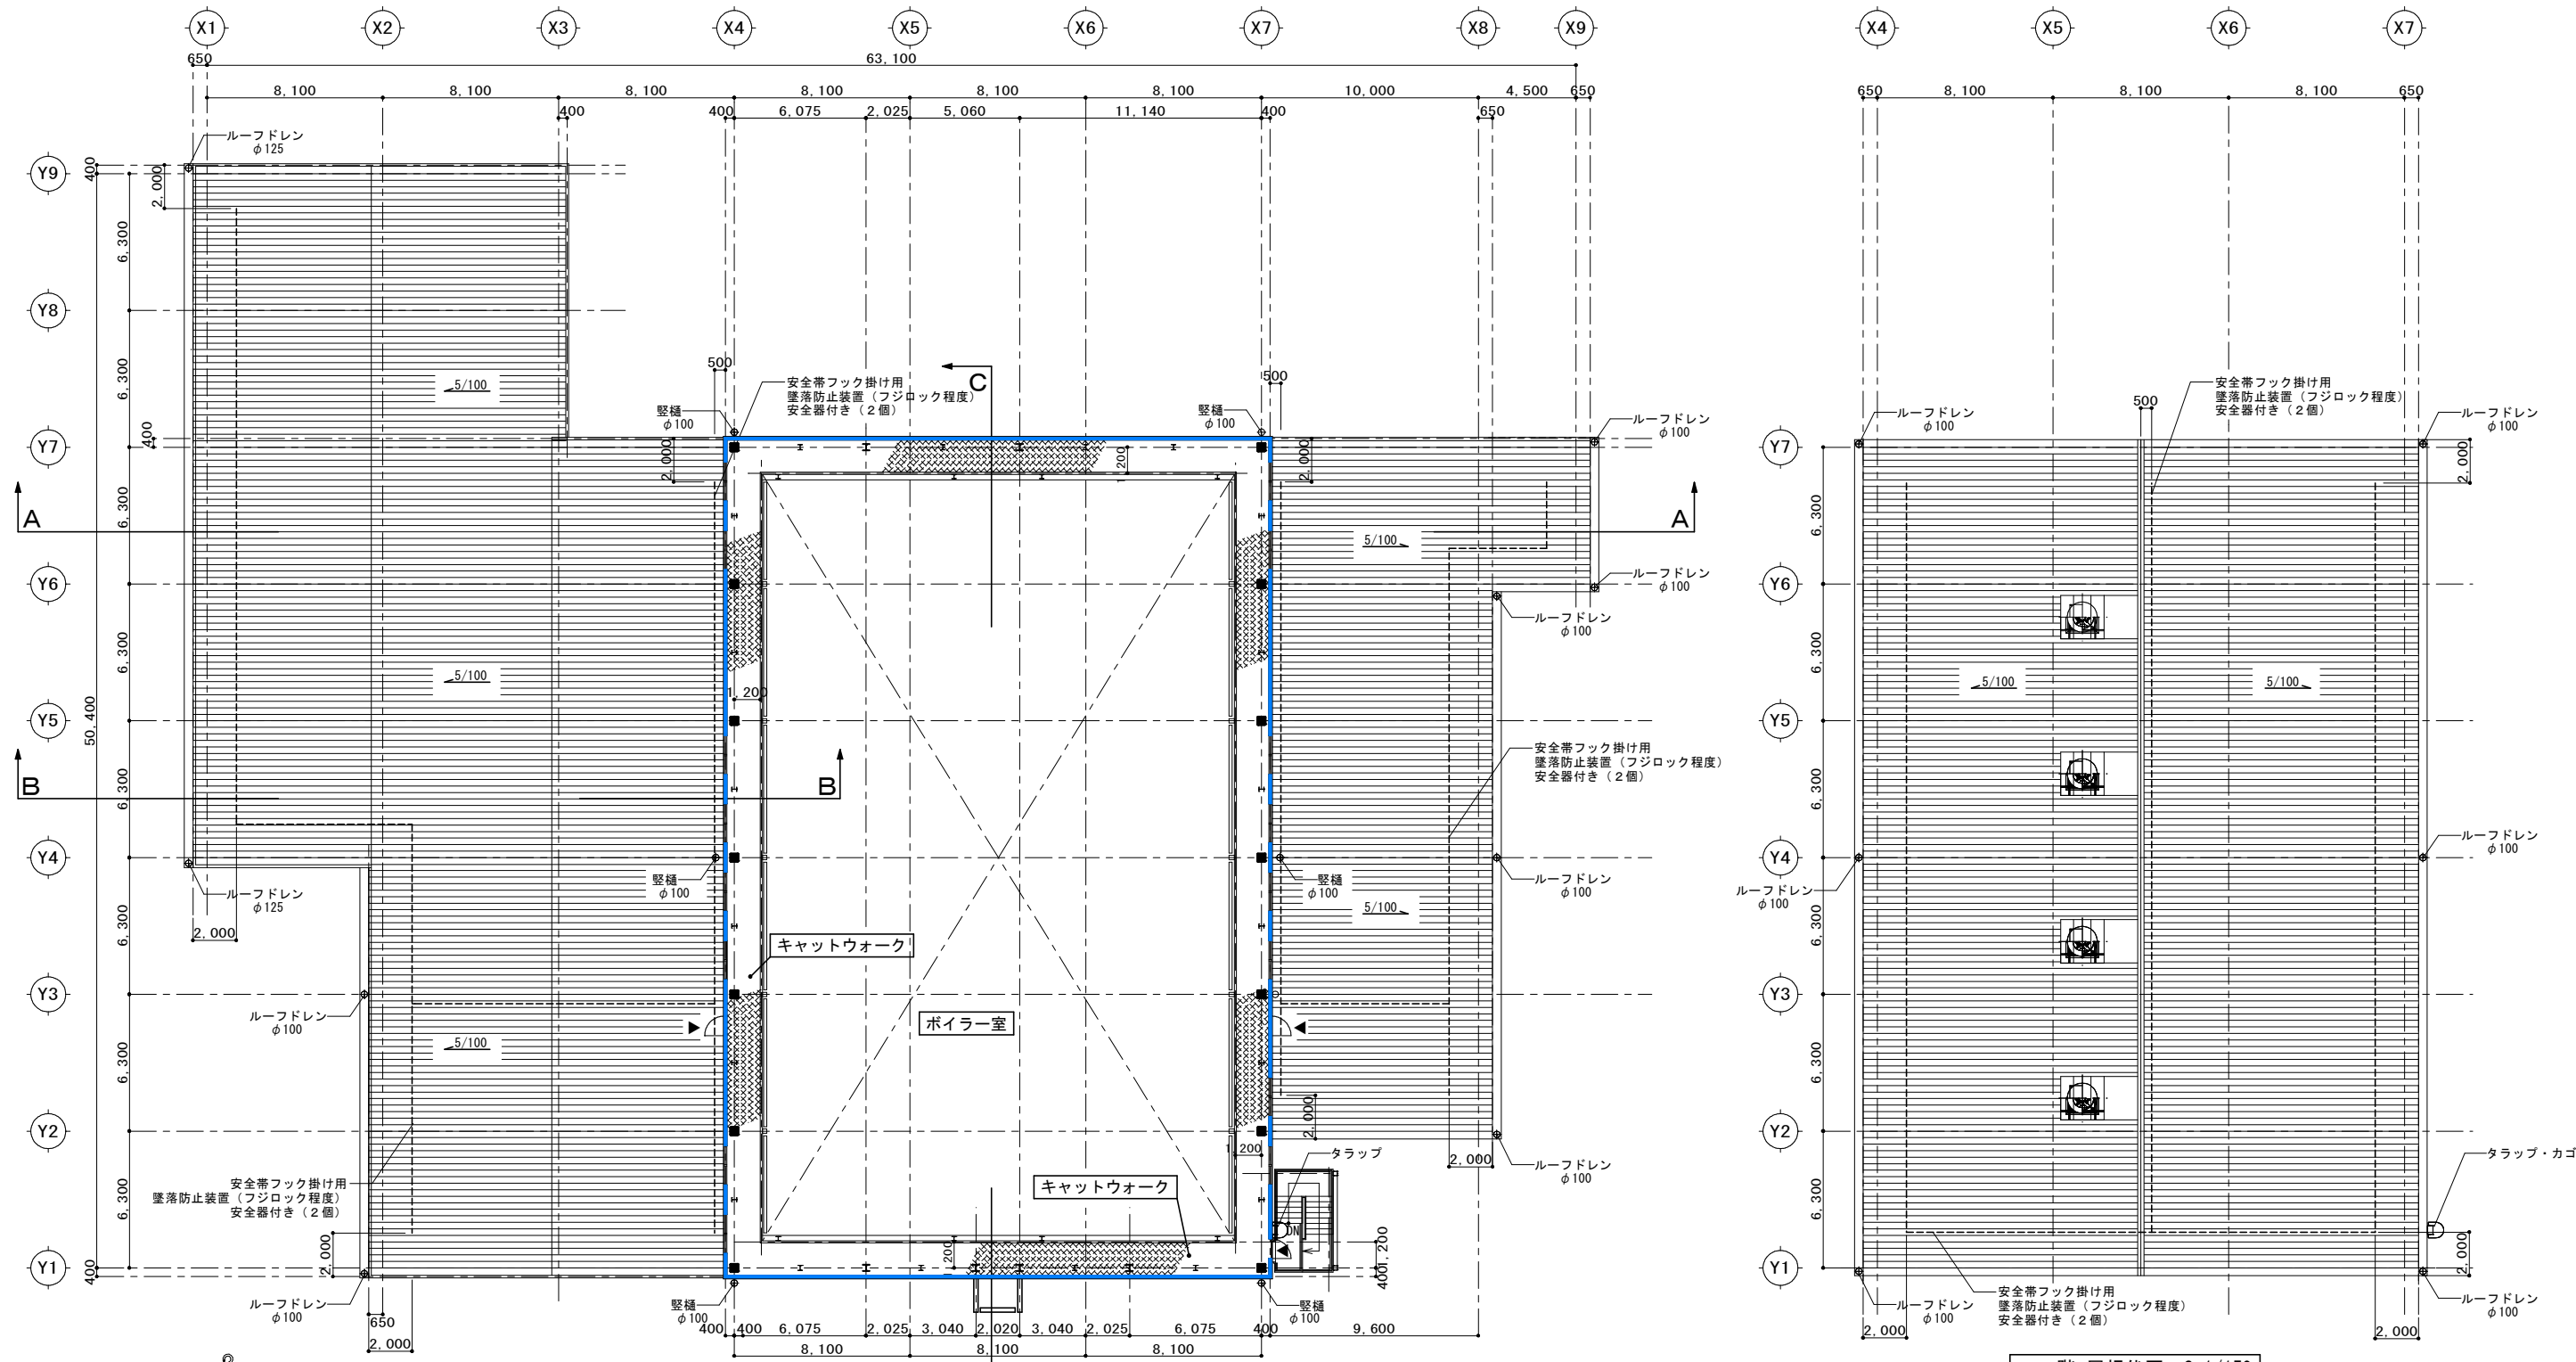 X1 X2 X3 X4 X5 X6 X7 X8 X9
X4 X5 X6 X7
650 63,100
8,100 8,100 8,100 8,100 8,100 8,100 10,000 4,500 650
650 8,100 8,100 8,100 650
400 400 6,075 2,025 5,060 11,140 400 650
ルーフドレン
φ125
Y9
400
2,000
6,300
Y8
6,300
5/100
500
安全帯フック掛け用
墜落防止装置（フジロック程度）
安全器付き（２個）
C
竪樋
φ100
竪樋
φ100
500
ルーフドレン
φ100
ルーフドレン
φ100
500
安全帯フック掛け用
墜落防止装置（フジロック程度）
安全器付き（２個）
ルーフドレン
φ100
400
Y7
2,000
200
2,000
Y7
2,000
A
6,300
A
5/100
6,300
Y6
ルーフドレン
φ100
Y6
ルーフドレン
φ100
6,300
5/100
1,200
6,300
5/100
5/100
Y5
50,400
Y5
安全帯フック掛け用
墜落防止装置（フジロック程度）
安全器付き（２個）
B
6,300
B
6,300
Y4
竪樋
φ100
竪樋
φ100
ルーフドレン
φ100
Y4
ルーフドレン
φ100
ルーフドレン
φ100
ルーフドレン
φ125
2,000
6,300
キャットウォーク
5/100
6,300
Y3
ルーフドレン
φ100
ボイラー室
Y3
5/100
6,300
6,300
Y2
2,000
1,200
2,000
Y2
タラップ
ルーフドレン
φ100
タラップ・カゴ
安全帯フック掛け用
墜落防止装置（フジロック程度）
安全器付き（２個）
6,300
キャットウォーク
DN
6,300
2,000
200
1,200
400
2,000
Y1
400
Y1
ルーフドレン
φ100
竪樋
φ100
竪樋
φ100
ルーフドレン
φ100
安全帯フック掛け用
墜落防止装置（フジロック程度）
安全器付き（２個）
ルーフドレン
φ100
650
2,000
400 400 6,075 2,025 3,040 2,020 3,040 2,025 6,075 400 9,600
8,100 8,100 8,100
2,000 2,000